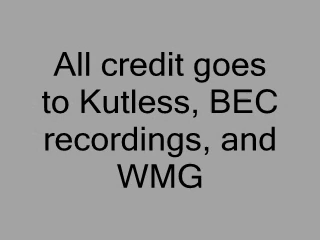 All credit goes
to Kutless, BEC
recordings, and
WMG